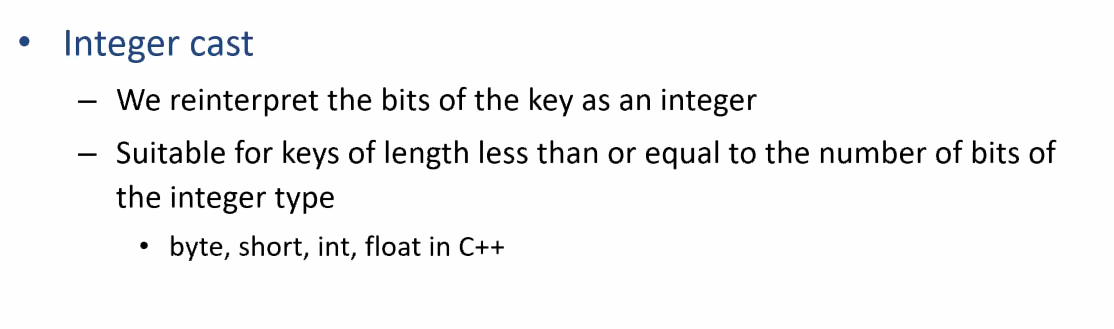 • Integer cast
– We reinterpret the bits of the key as an integer
– Suitable for keys of length less than or equal to the number of bits of
the integer type
• byte, short, int, float in C++